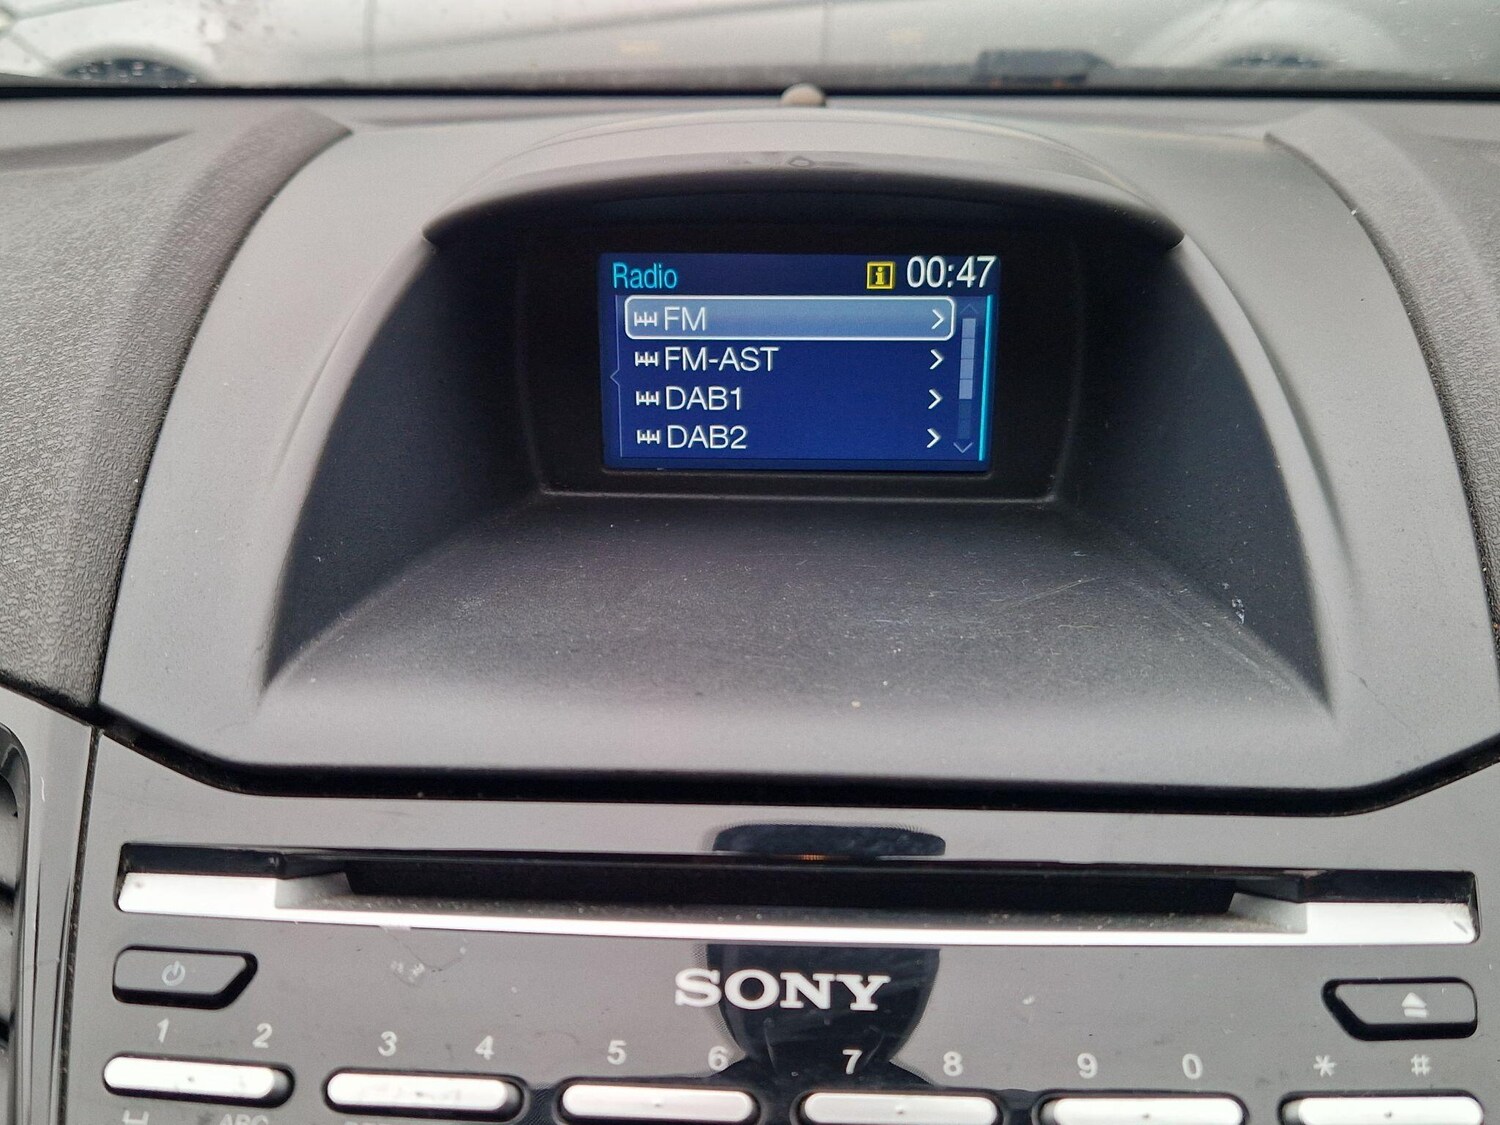 Radio i 00:47
FM
FM-AST
DAB1
DAB2
SONY
1 2 3 4 5 6 7 8 9 0 * #